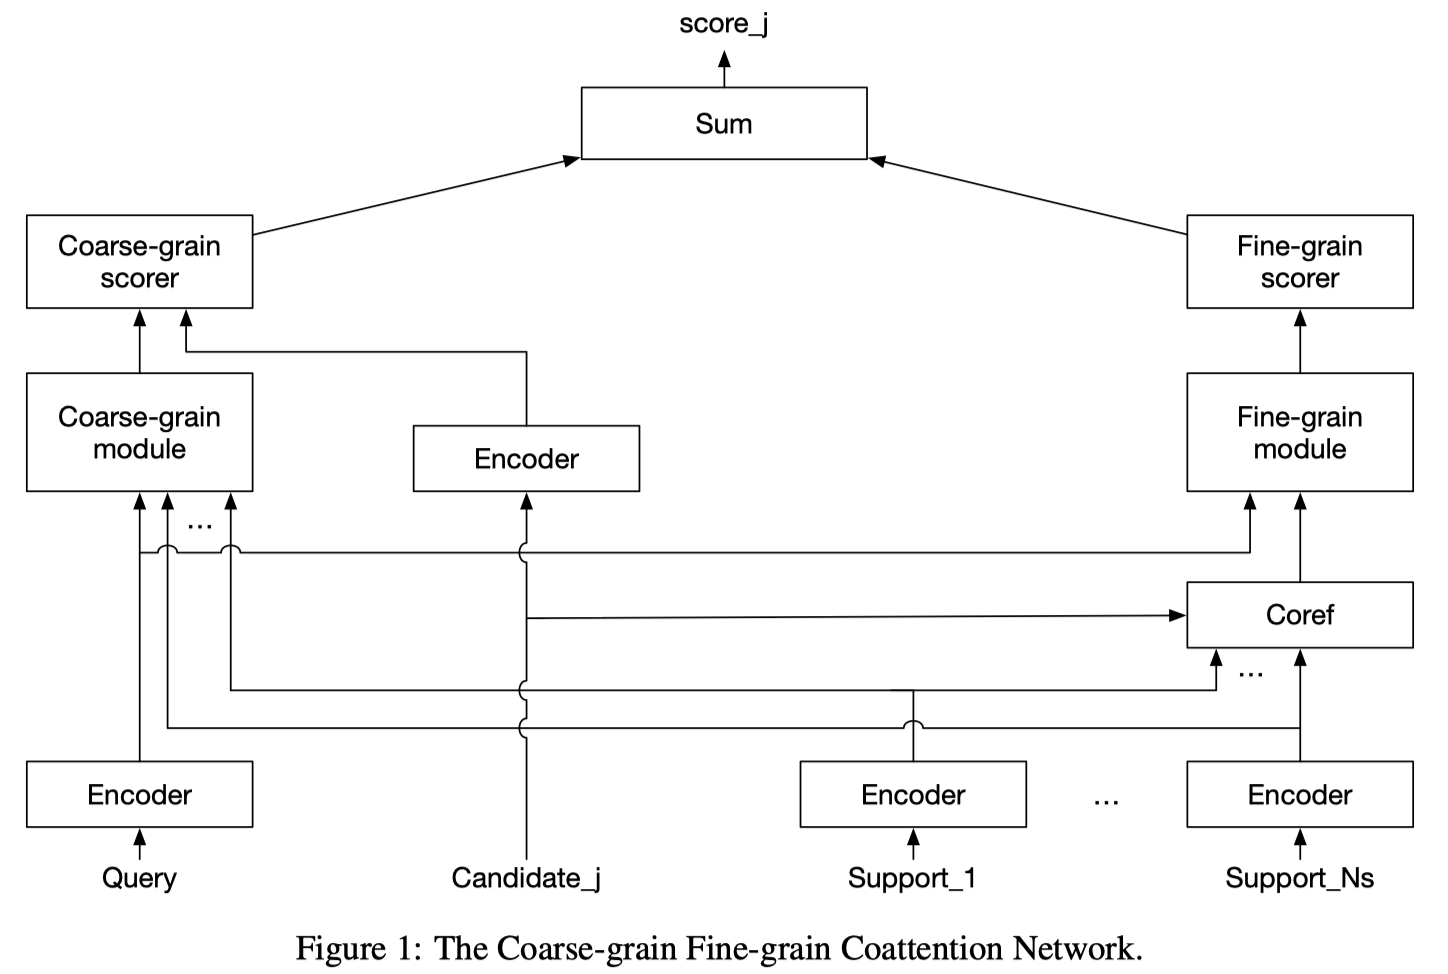 score_j
Sum
Coarse-grain
scorer
Fine-grain
scorer
Coarse-grain
module
Encoder
Fine-grain
module
...
Coref
...
Encoder
Encoder
...
Encoder
Query
Candidate_j
Support_1
Support_Ns
Figure 1: The Coarse-grain Fine-grain Coattention Network.